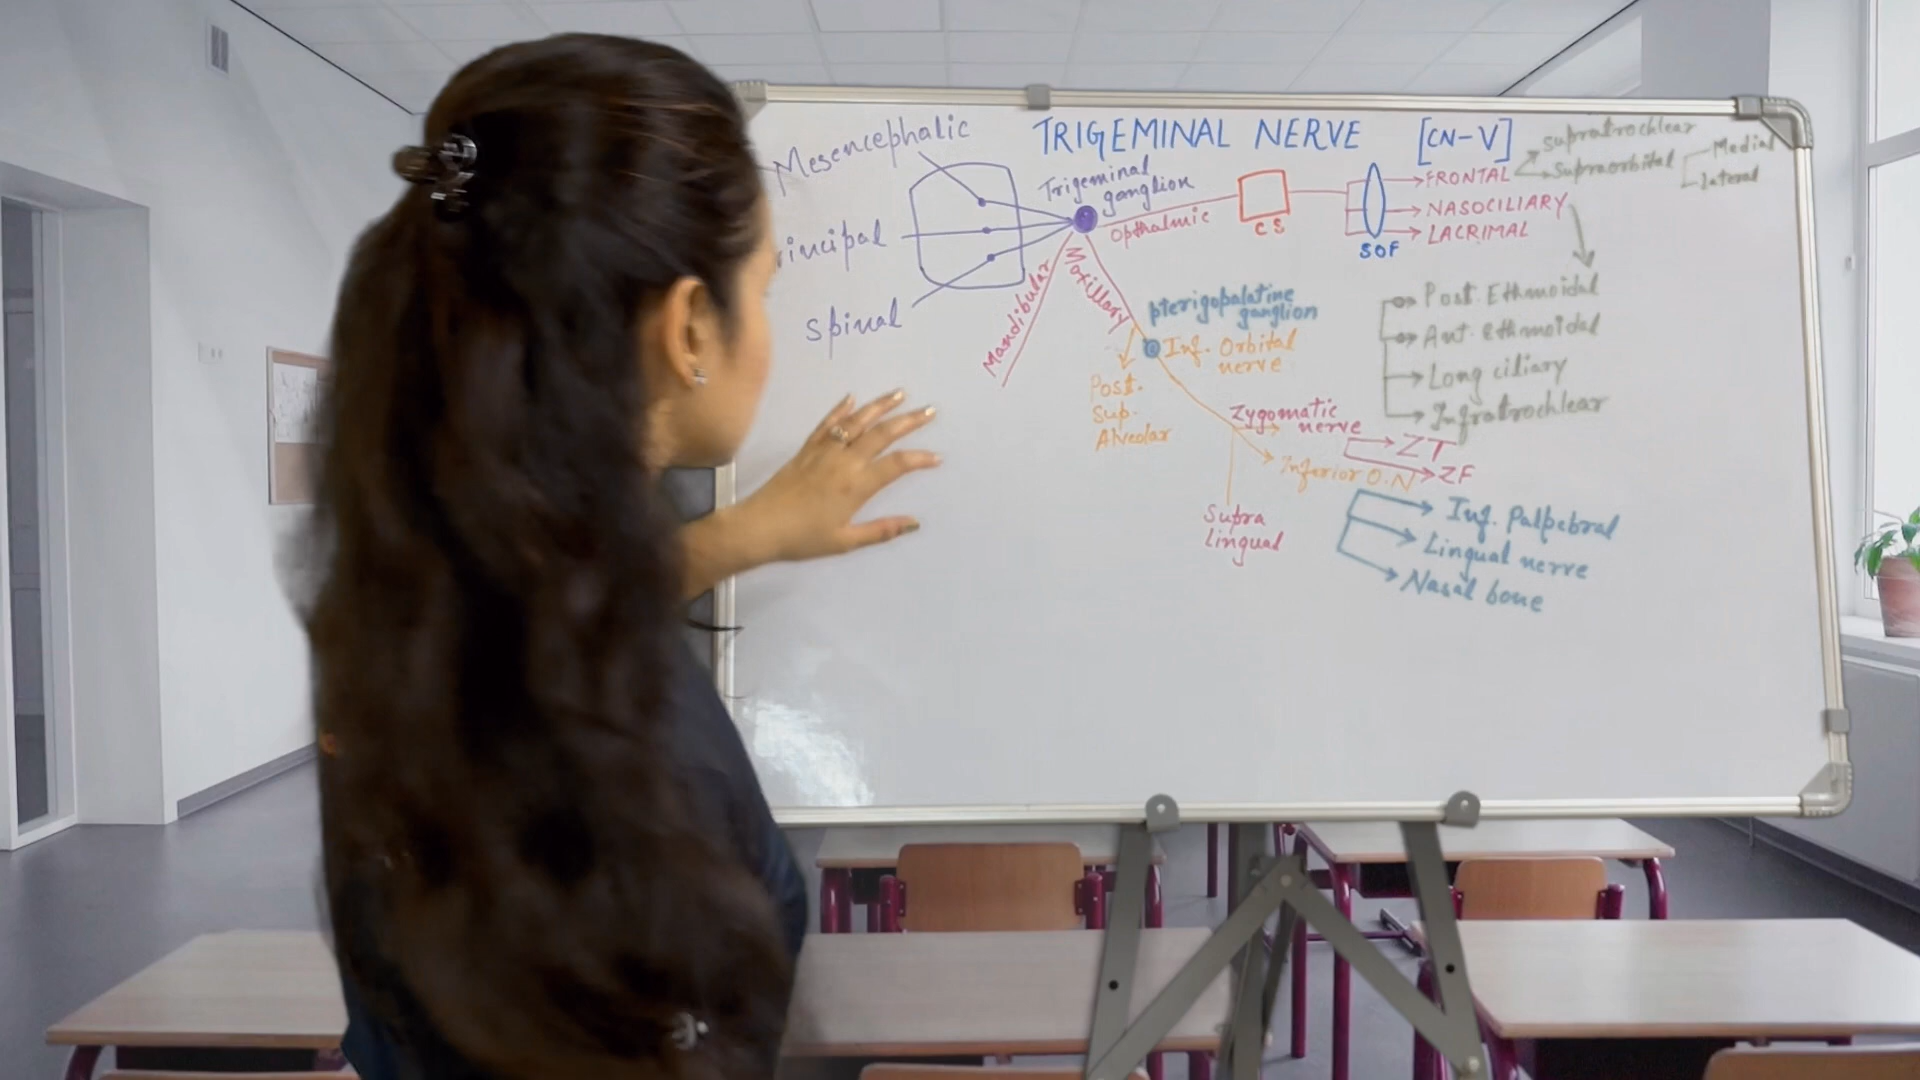 TRIGEMINAL NERVE [CN-V]
Mesencephalic
rincipal
Spinal
Trigeminal
ganglion
Opthalmic
CS
SOF
FRONTAL
NASOCILIARY
LACRIMAL
supratrochlear
Supraorbital
Medial
lateral
Post. Ethmoidal
Ant. Ethmoidal
Long ciliary
Infratrochlear
Mandibular
Maxillary
pterigopalatine
ganglion
Inf. Orbital
nerve
Post.
Sup.
Alveolar
Zygomatic
nerve
ZT
ZF
Inferior O.N
Supra
lingual
Inf. Palpebral
Lingual nerve
Nasal bone